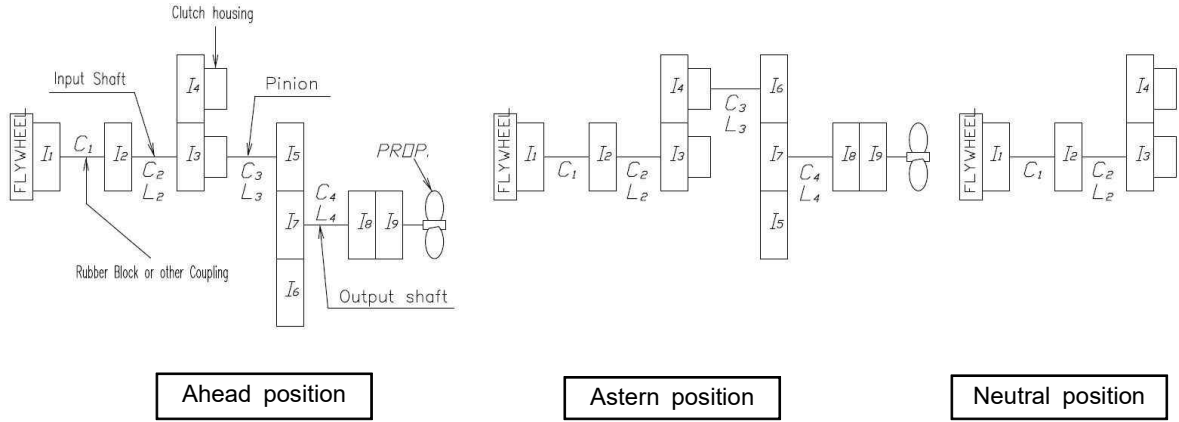 Clutch housing
Input Shaft
I4
Pinion
FLYWHEEL
I1
C1
I2
C2
L2
I3
C3
L3
I5
PROP.
I7
C4
L4
I8
I9
Rubber Block or other Coupling
I6
Output shaft
Ahead position
I4
C3
L3
I6
FLYWHEEL
I1
C1
I2
C2
L2
I3
I7
C4
L4
I8
I9
I5
Astern position
I4
FLYWHEEL
I1
C1
I2
C2
L2
I3
Neutral position